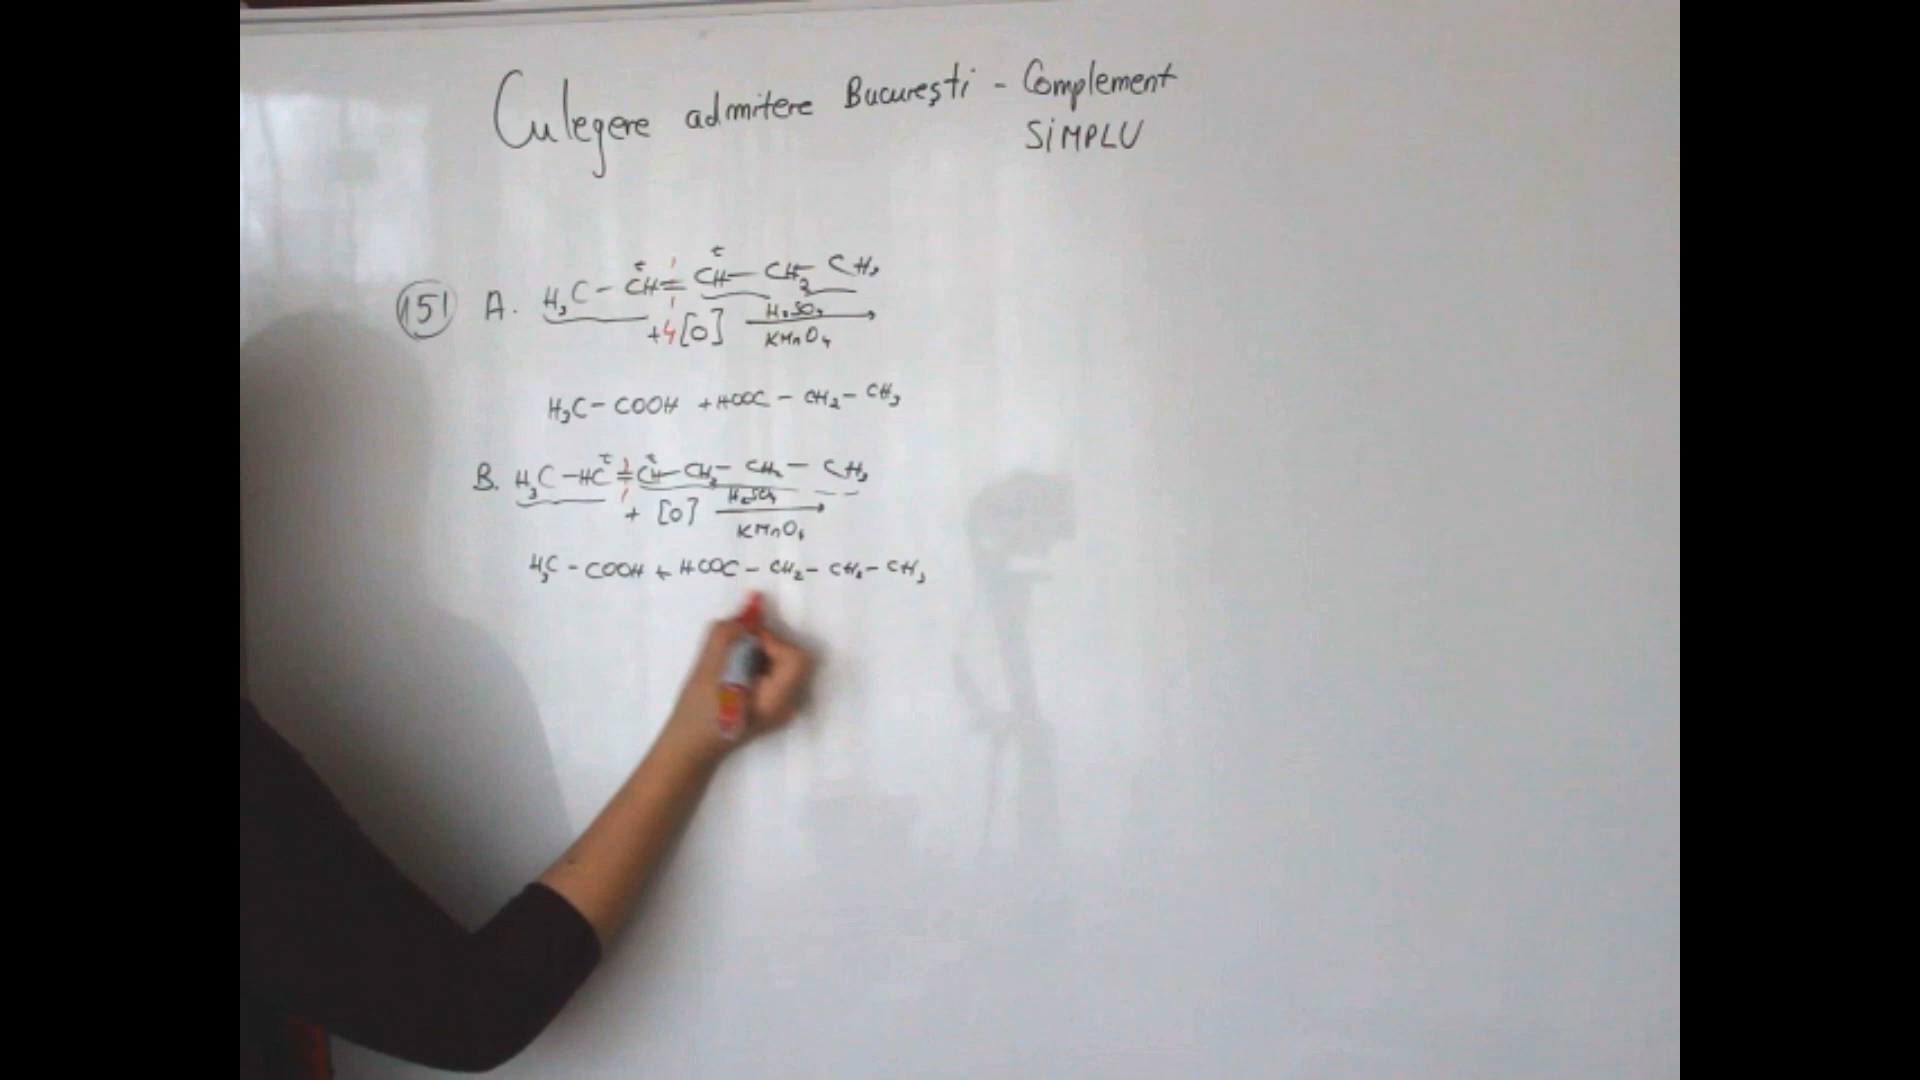 Culegere admitere București - Complement
SIMPLU
151 A. H₃C - CH = CH - CH₂ CH₃
+4[O] H₂SO₄ KMnO₄
H₃C - COOH + HOOC - CH₂ - CH₃
B. H₃C - HC = CH - CH₂ - CH₂ - CH₃
+ [O] H₂SO₄ KMnO₄
H₃C - COOH + HOOC - CH₂ - CH₂ - CH₃